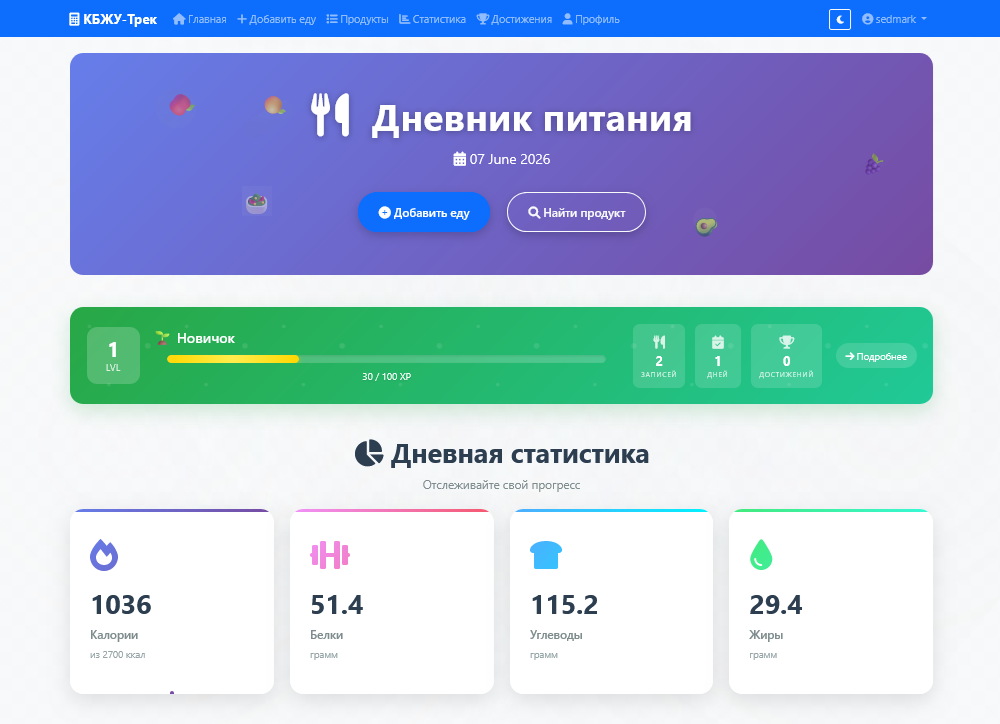 КБЖУ-Трек Главная Добавить еду Продукты Статистика Достижения Профиль sedmark
Дневник питания
07 June 2026
Добавить еду Найти продукт
1
LVL
Новичок
30 / 100 XP
2
ЗАПИСЕЙ
1
ДНЕЙ
0
ДОСТИЖЕНИЙ
Подробнее
Дневная статистика
Отслеживайте свой прогресс
1036
Калории
из 2700 ккал
51.4
Белки
грамм
115.2
Углеводы
грамм
29.4
Жиры
грамм